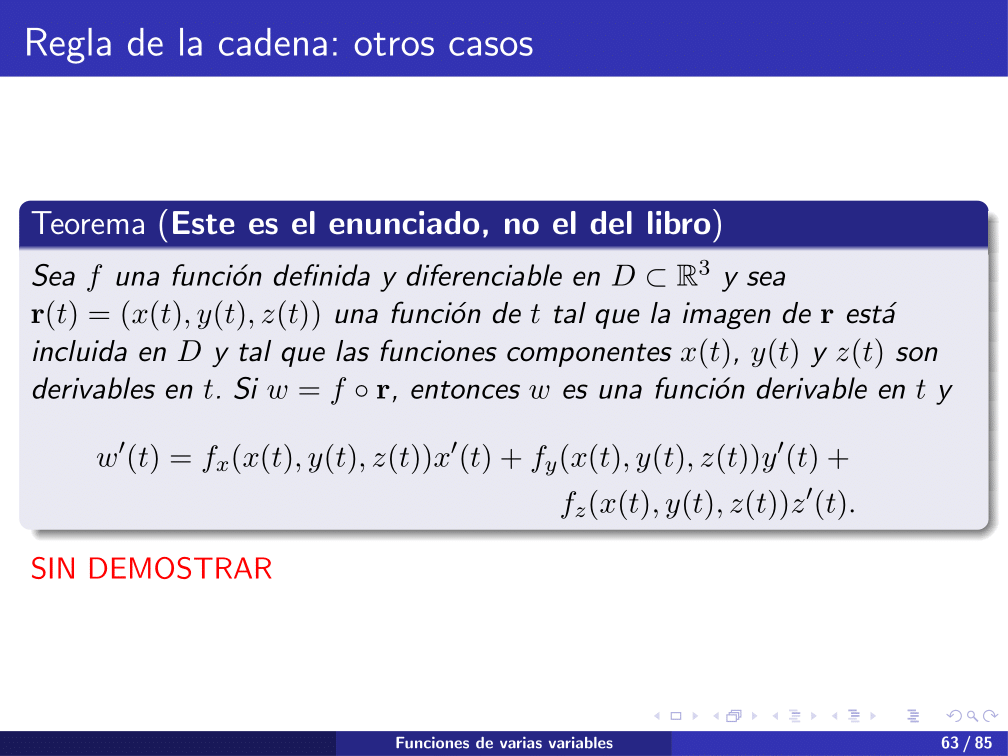 Regla de la cadena: otros casos
Teorema (Este es el enunciado, no el del libro)
Sea f una función definida y diferenciable en D ⊂ ℝ³ y sea
r(t) = (x(t), y(t), z(t)) una función de t tal que la imagen de r está
incluida en D y tal que las funciones componentes x(t), y(t) y z(t) son
derivables en t. Si w = f ∘ r, entonces w es una función derivable en t y
w′(t) = fₓ(x(t), y(t), z(t))x′(t) + f_y(x(t), y(t), z(t))y′(t) +
f_z(x(t), y(t), z(t))z′(t).
SIN DEMOSTRAR
Funciones de varias variables
63 / 85